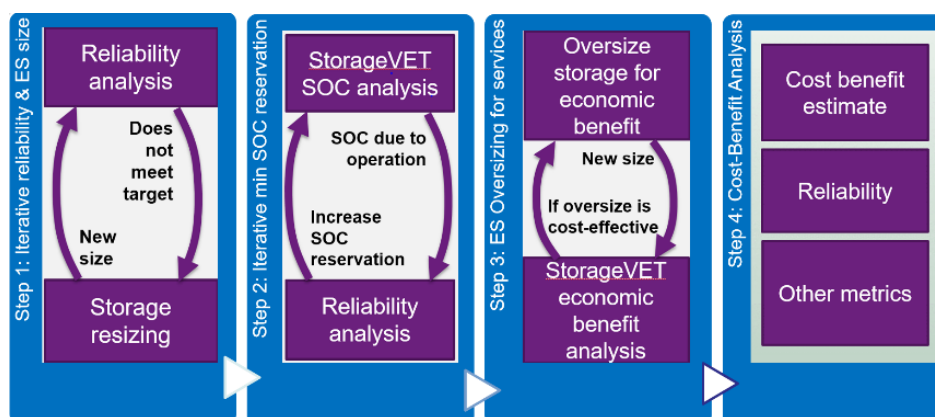 Step 1: Iterative reliability & ES size
Reliability
analysis
Does
not
meet
target
New
size
Storage
resizing
Step 2: Iterative min SOC reservation
StorageVET
SOC analysis
SOC due to
operation
Increase
SOC
reservation
Reliability
analysis
Step 3: ES Oversizing for services
Oversize
storage for
economic
benefit
New size
If oversize is
cost-effective
StorageVET
economic
benefit
analysis
Step 4: Cost-Benefit Analysis
Cost benefit
estimate
Reliability
Other metrics